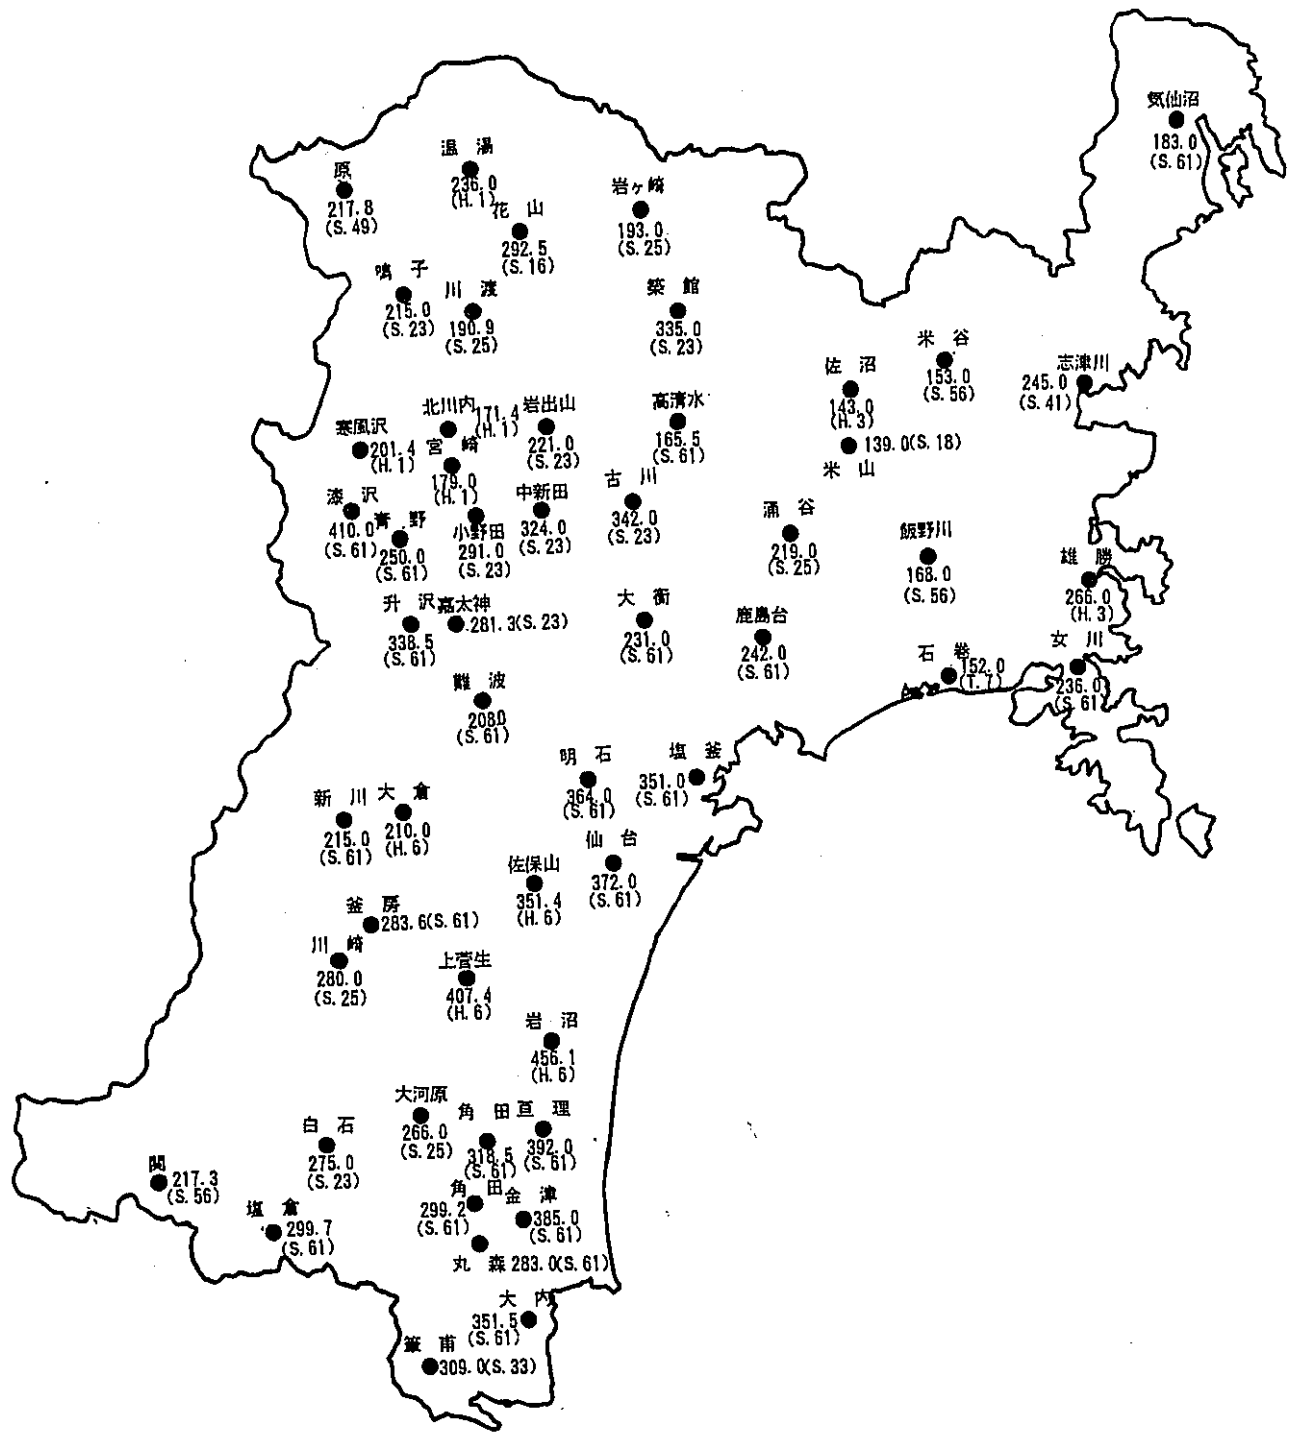 気仙沼
183.0
(S.61)
温 湯
236.0
(H.1)
原
217.8
(S.49)
岩ヶ崎
193.0
(S.25)
花 山
292.5
(S.16)
鳴 子
215.0
(S.23)
川 渡
190.9
(S.25)
築 館
335.0
(S.23)
米 谷
153.0
(S.56)
佐 沼
143.0
(H.3)
志津川
245.0
(S.41)
北川内
171.4
(H.1)
岩出山
221.0
(S.23)
高清水
165.5
(S.61)
寒風沢
201.4
(H.1)
宮 崎
179.0
(H.1)
139.0(S.18)
米 山
漆 沢
410.0
(S.61)
青 野
250.0
(S.61)
小野田
291.0
(S.23)
中新田
324.0
(S.23)
古 川
342.0
(S.23)
涌 谷
219.0
(S.25)
飯野川
168.0
(S.56)
雄 勝
266.0
(H.3)
升 沢
338.5
(S.61)
嘉太神
281.3(S.23)
大 衡
231.0
(S.61)
鹿島台
242.0
(S.61)
石 巻
152.0
(T.7)
女 川
236.0
(S.61
難 波
208.0
(S.61)
明 石
364.0
(S.61)
塩 釜
351.0
(S.61)
新 川
215.0
(S.61)
大 倉
210.0
(H.6)
仙 台
372.0
(S.61)
佐保山
351.4
(H.6)
釜 房
283.6(S.61)
川 崎
280.0
(S.25)
上菅生
407.4
(H.6)
岩 沼
456.1
(H.6)
大河原
266.0
(S.25)
角 田
318.5
(S.61)
亘 理
392.0
(S.61)
白 石
275.0
(S.23)
関
217.3
(S.56)
角 田
299.2
(S.61)
金 津
385.0
(S.61)
塩 倉
299.7
(S.61)
丸 森 283.0(S.61)
大 内
351.5
(S.61)
筆 甫
309.0(S.33)